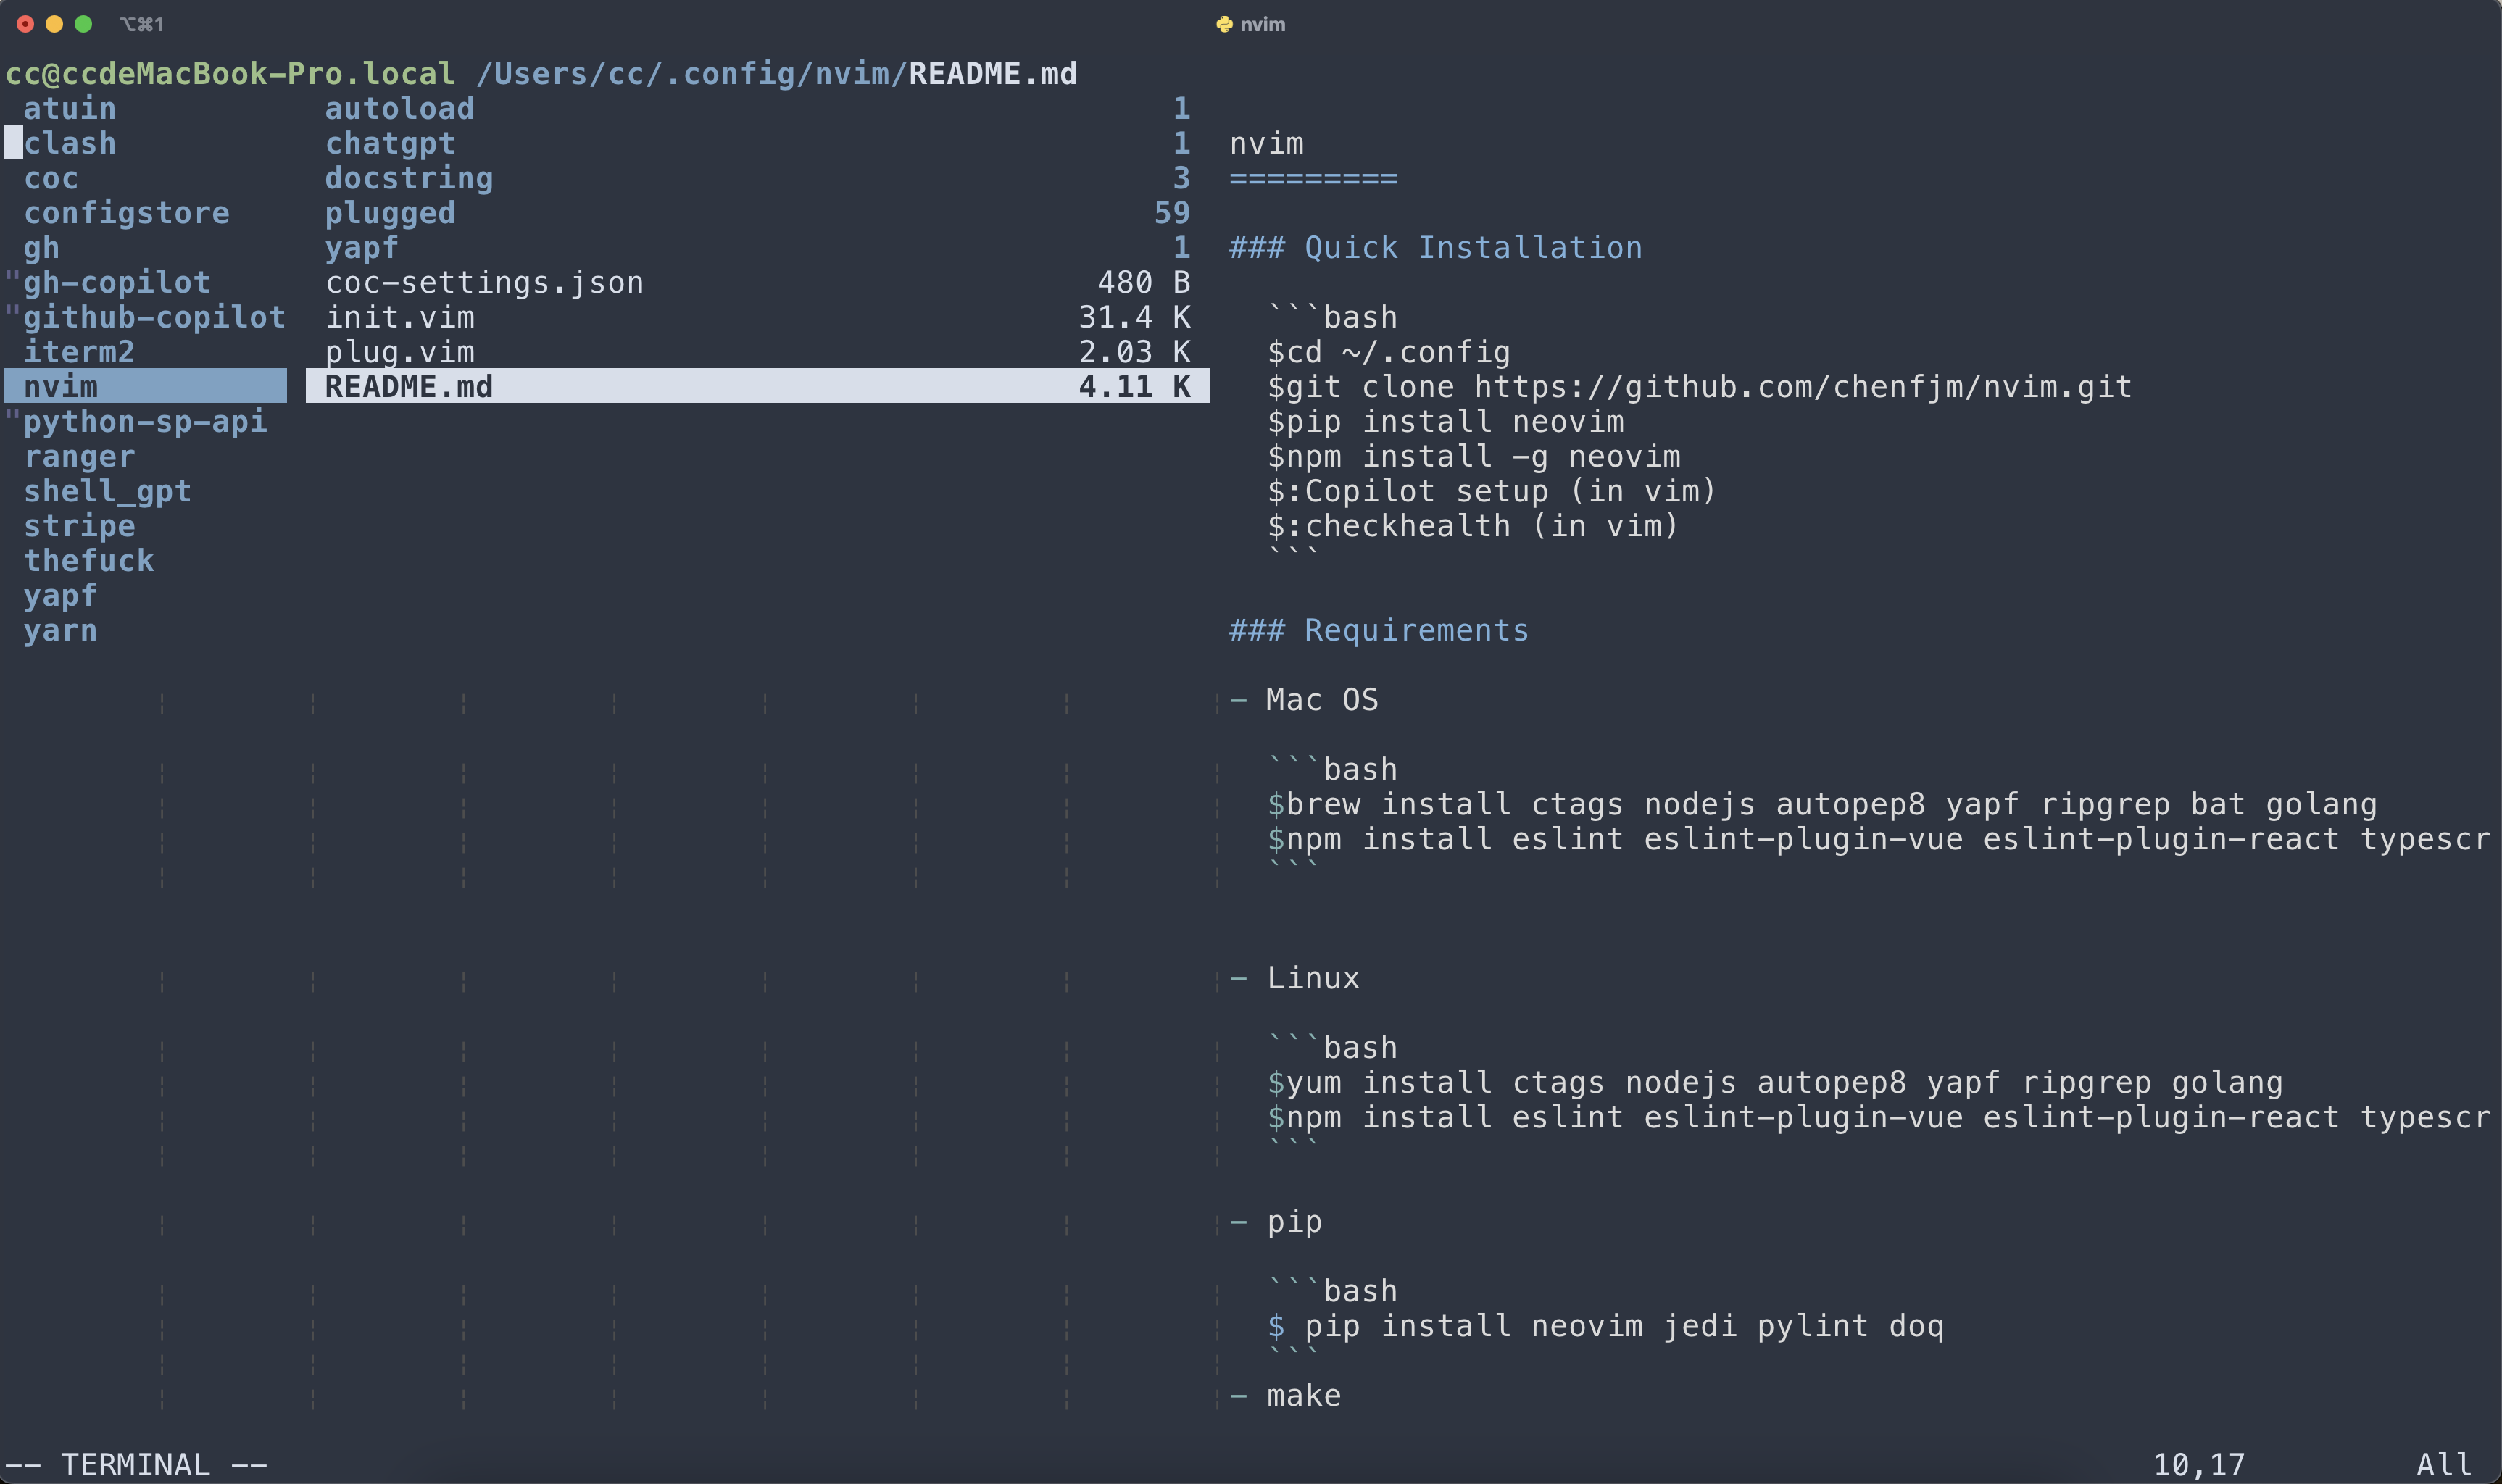 ⌥⌘1 nvim
cc@ccdeMacBook-Pro.local /Users/cc/.config/nvim/README.md
atuin autoload 1
clash chatgpt 1 nvim
coc docstring 3 =========
configstore plugged 59
gh yapf 1 ### Quick Installation
"gh-copilot coc-settings.json 480 B
"github-copilot init.vim 31.4 K ```bash
iterm2 plug.vim 2.03 K $cd ~/.config
nvim README.md 4.11 K $git clone https://github.com/chenfjm/nvim.git
"python-sp-api $pip install neovim
ranger $npm install -g neovim
shell_gpt $:Copilot setup (in vim)
stripe $:checkhealth (in vim)
thefuck ```
yapf
yarn ### Requirements
- Mac OS
```bash
$brew install ctags nodejs autopep8 yapf ripgrep bat golang
$npm install eslint eslint-plugin-vue eslint-plugin-react typescr
```
- Linux
```bash
$yum install ctags nodejs autopep8 yapf ripgrep golang
$npm install eslint eslint-plugin-vue eslint-plugin-react typescr
```
- pip
```bash
$ pip install neovim jedi pylint doq
```
- make
-- TERMINAL -- 10,17 All